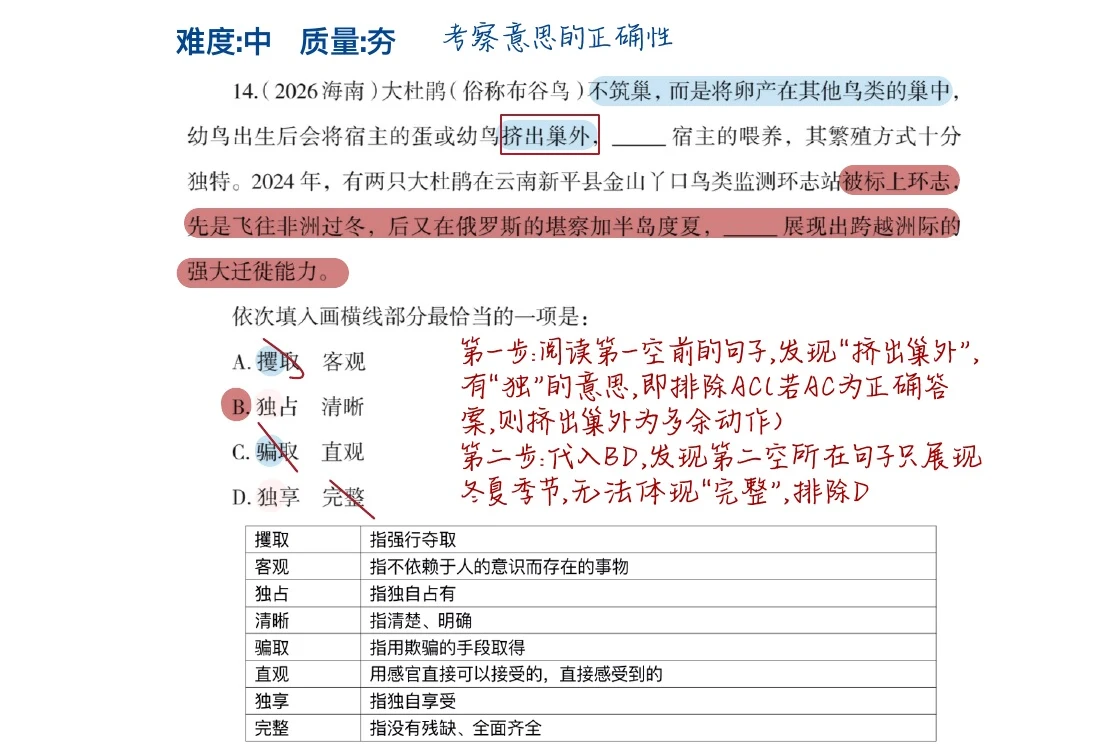 难度:中 质量:夯 考察意思的正确性
14.（2026海南）大杜鹃（俗称布谷鸟）不筑巢，而是将卵产在其他鸟类的巢中，
幼鸟出生后会将宿主的蛋或幼鸟挤出巢外，____宿主的喂养，其繁殖方式十分
独特。2024年，有两只大杜鹃在云南新平县金山丫口鸟类监测环志站被标上环志，
先是飞往非洲过冬，后又在俄罗斯的堪察加半岛度夏，____展现出跨越洲际的
强大迁徙能力。
依次填入画横线部分最恰当的一项是：
A. 攫取 客观
B. 独占 清晰
C. 骗取 直观
D. 独享 完整
第一步:阅读第一空前的句子,发现“挤出巢外”,
有“独”的意思,即排除AC(若AC为正确答
案,则挤出巢外为多余动作)
第二步:代入BD,发现第二空所在句子只展现
冬夏季节,无法体现“完整”,排除D
攫取 指强行夺取
客观 指不依赖于人的意识而存在的事物
独占 指独自占有
清晰 指清楚、明确
骗取 指用欺骗的手段取得
直观 用感官直接可以接受的，直接感受到的
独享 指独自享受
完整 指没有残缺、全面齐全